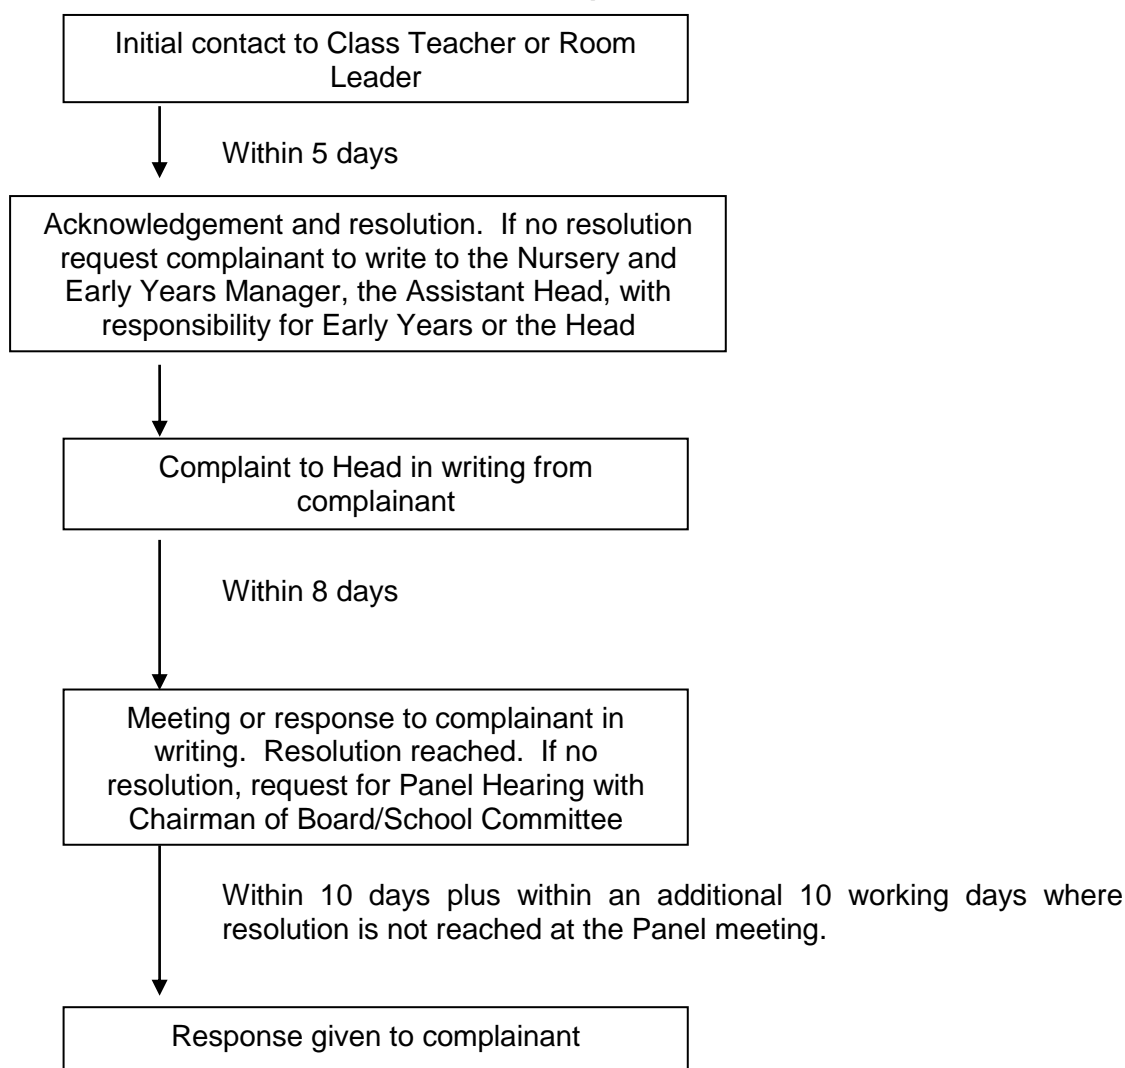 Initial contact to Class Teacher or Room
Leader
Within 5 days
Acknowledgement and resolution.  If no resolution
request complainant to write to the Nursery and
Early Years Manager, the Assistant Head, with
responsibility for Early Years or the Head
Complaint to Head in writing from
complainant
Within 8 days
Meeting or response to complainant in
writing.  Resolution reached.  If no
resolution, request for Panel Hearing with
Chairman of Board/School Committee
Within 10 days plus within an additional 10 working days where
resolution is not reached at the Panel meeting.
Response given to complainant